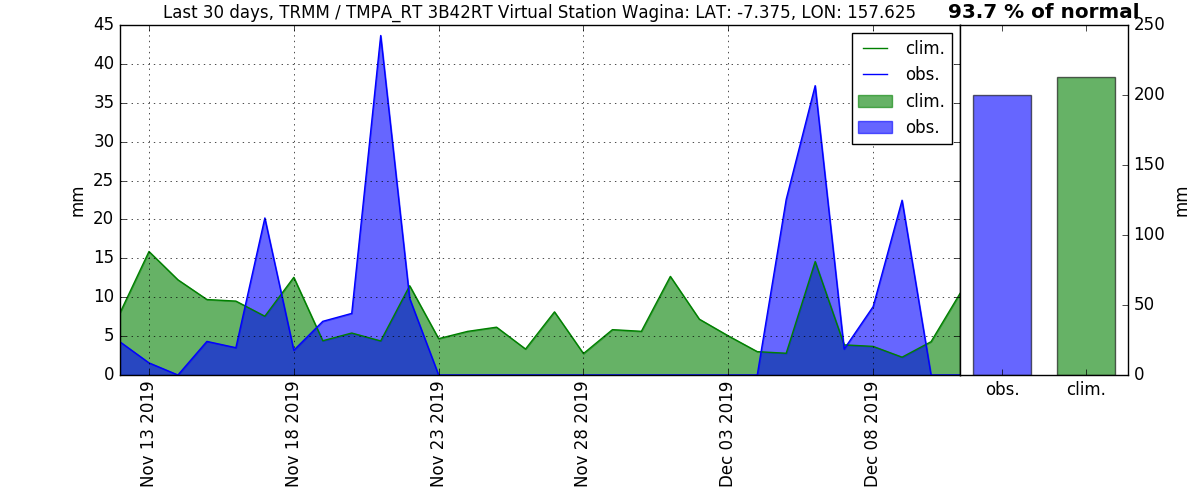 Last 30 days, TRMM / TMPA_RT 3B42RT Virtual Station Wagina: LAT: -7.375, LON: 157.625
93.7 % of normal
45
40
35
30
25
20
15
10
5
0
mm
Nov 13 2019
Nov 18 2019
Nov 23 2019
Nov 28 2019
Dec 03 2019
Dec 08 2019
clim.
obs.
clim.
obs.
250
200
150
100
50
0
mm
obs.
clim.